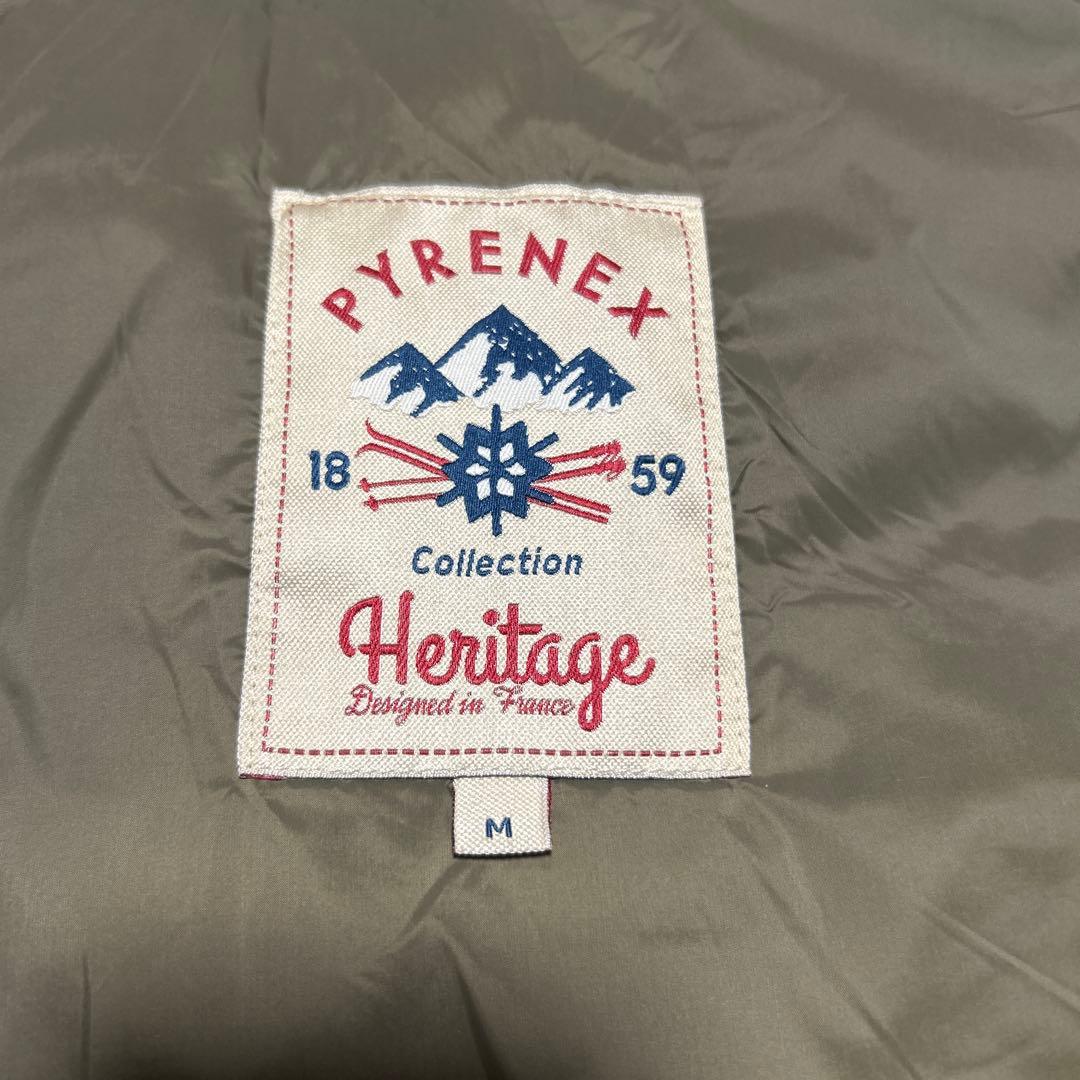 PYRENEX
18 59
Collection
Heritage
Designed in France
M